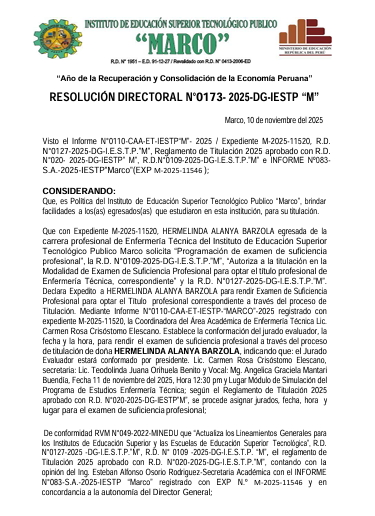 INSTITUTO DE EDUCACIÓN SUPERIOR TECNOLÓGICO PUBLICO
“MARCO”
R.D. N° 1951 – E.D. 91-12-27 / Revalidado con R.D. N° 0413-2006-ED
MINISTERIO DE EDUCACIÓN
REPUBLICA DEL PERU
“Año de la Recuperación y Consolidación de la Economía Peruana”
RESOLUCIÓN DIRECTORAL N°0173- 2025-DG-IESTP “M”
Marco, 10 de noviembre del 2025
Visto el Informe N°0110-CAA-ET-IESTP“M”- 2025 / Expediente M-2025-11520, R.D.
N°0127-2025-DG-I.E.S.T.P.”M”, Reglamento de Titulación 2025 aprobado con R.D.
N°020- 2025-DG-IESTP” M”, R.D.N°0109-2025-DG-I.E.S.T.P.”M” e INFORME N°083-
S.A.-2025-IESTP”Marco”(EXP M-2025-11546 );
CONSIDERANDO:
Que, es Política del Instituto de Educación Superior Tecnológico Publico “Marco”, brindar
facilidades a los(as) egresados(as) que estudiaron en esta institución, para su titulación.
Que con Expediente M-2025-11520, HERMELINDA ALANYA BARZOLA egresada de la
carrera profesional de Enfermería Técnica del Instituto de Educación Superior
Tecnológico Publico Marco solicita “Programación de examen de suficiencia
profesional”, la R.D. N°0109-2025-DG-I.E.S.T.P.”M”, “Autoriza a la titulación en la
Modalidad de Examen de Suficiencia Profesional para optar el título profesional de
Enfermería Técnica, correspondiente” y la R.D. N°0127-2025-DG-I.E.S.T.P.”M”.
Declara Expedito a HERMELINDA ALANYA BARZOLA para rendir Examen de Suficie
Profesional para optar el Título profesional correspondiente a través del proceso de
Titulación. Mediante Informe N°0110-CAA-ET-IESTP-“MARCO”-2025 registrado con
expediente M-2025-11520, la Coordinadora del Área Académica de Enfermería Técnica Lic.
Carmen Rosa Crisóstomo Elescano. Establece la conformación del jurado evaluador, la
fecha y la hora, para rendir el examen de suficiencia profesional a través del proceso
de titulación de doña HERMELINDA ALANYA BARZOLA, indicando que: el Jurado
Evaluador estará conformado por presidente. Lic. Carmen Rosa Crisóstomo Elescano,
secretaria: Lic. Teodolinda Juana Orihuela Benito y Vocal: Mg. Angelica Graciela Mantari
Buendia, Fecha 11 de noviembre del 2025, Hora 12:30 pm y Lugar Módulo de Simulación del
Programa de Estudios Enfermería Técnica; según el Reglamento de Titulación 2025
aprobado con R.D. N°020-2025-DG-IESTP”M”, se procede asignar jurados, fecha, hora y
lugar para el examen de suficiencia profesional;
De conformidad RVM N°049-2022-MINEDU que “Actualiza los Lineamientos Generales para
los Institutos de Educación Superior y las Escuelas de Educación Superior Tecnológica”, R.D.
N°0127-2025 -DG-I.E.S.T.P.”M”, R.D. N° 0109 -2025-DG-I.E.S.T.P. “M”, el reglamento de
Titulación 2025 aprobado con R.D. N°020-2025-DG-I.E.S.T.P.”M”, contando con la
opinión del Ing. Esteban Alfonso Osorio Rodriguez-Secretaria Académica con el INFORME
N°083-S.A.-2025-IESTP “Marco” registrado con EXP N.° M-2025-11546 y en
concordancia a la autonomía del Director General;